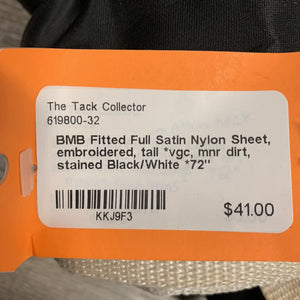 The Tack Collector
619800-32
BMB Fitted Full Satin Nylon Sheet,
embroidered, tail *vgc, mnr dirt,
stained Black/White *72"
KKJ9F3
$41.00